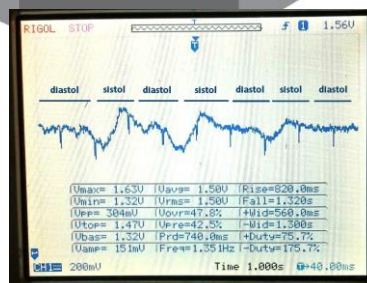 RIGOL STOP T f 1 1.56V
T
diastol sistol diastol sistol diastol sistol diastol
Vmax= 1.63V Vavg= 1.50V Rise=820.0ms
Vmin= 1.32V Vrms= 1.50V Fall=1.320s
Vpp= 304mV Vovr=47.8% +Wid=560.0ms
Vtop= 1.47V Vpre=42.5% -Wid=1.300s
Vbas= 1.32V Prd=740.0ms +Duty=75.7%
Vamp= 151mV Freq=1.351Hz -Duty=175.7%
CH1 200mV Time 1.000s T→40.00ms